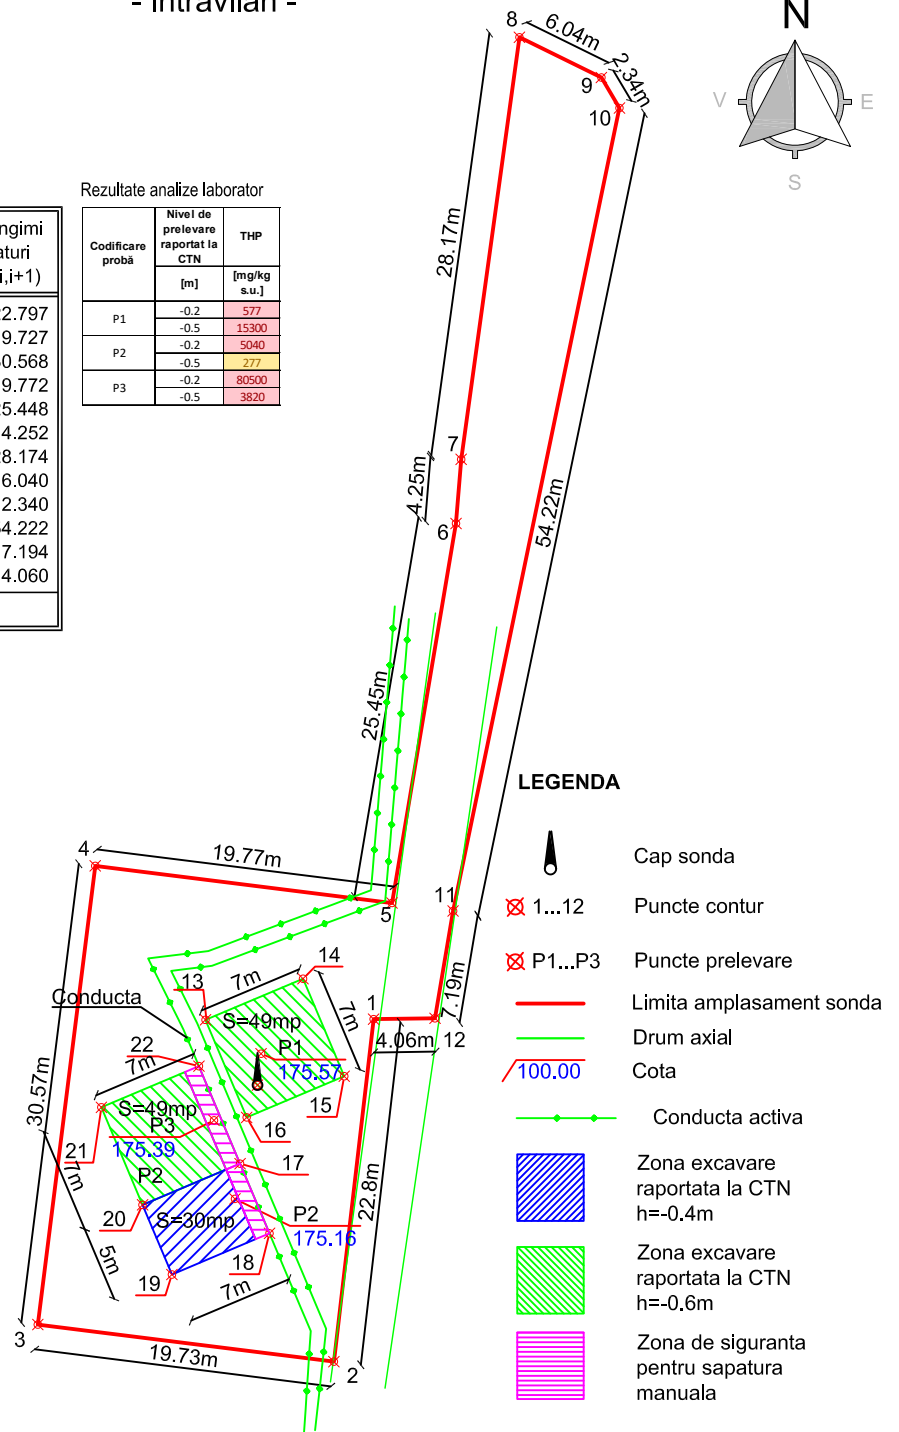 - Intravilan -
N
V
E
S
8
6.04m
9
2.34m
10
28.17m
7
4.25m
6
54.22m
25.45m
Rezultate analize laborator
Codificare probă
Nivel de prelevare raportat la CTN
THP
[m]
[mg/kg s.u.]
P1
-0.2
577
-0.5
15300
P2
-0.2
5040
-0.5
277
P3
-0.2
80500
-0.5
3820
9.727
9.772
5.448
4.252
8.174
6.040
2.340
4.222
7.194
4.060
4
19.77m
5
11
7.19m
14
13
7m
7m
Conducta
S=49mp
1
4.06m
12
22
P1
175.57
7m
15
30.57m
S=49mp
P3
16
175.39
21
17
7m
P2
22.8m
20
S=30mp
P2
175.16
5m
18
19
7m
3
19.73m
2
LEGENDA
Cap sonda
1...12
Puncte contur
P1...P3
Puncte prelevare
Limita amplasament sonda
Drum axial
100.00
Cota
Conducta activa
Zona excavare
raportata la CTN
h=-0.4m
Zona excavare
raportata la CTN
h=-0.6m
Zona de siguranta
pentru sapatura
manuala